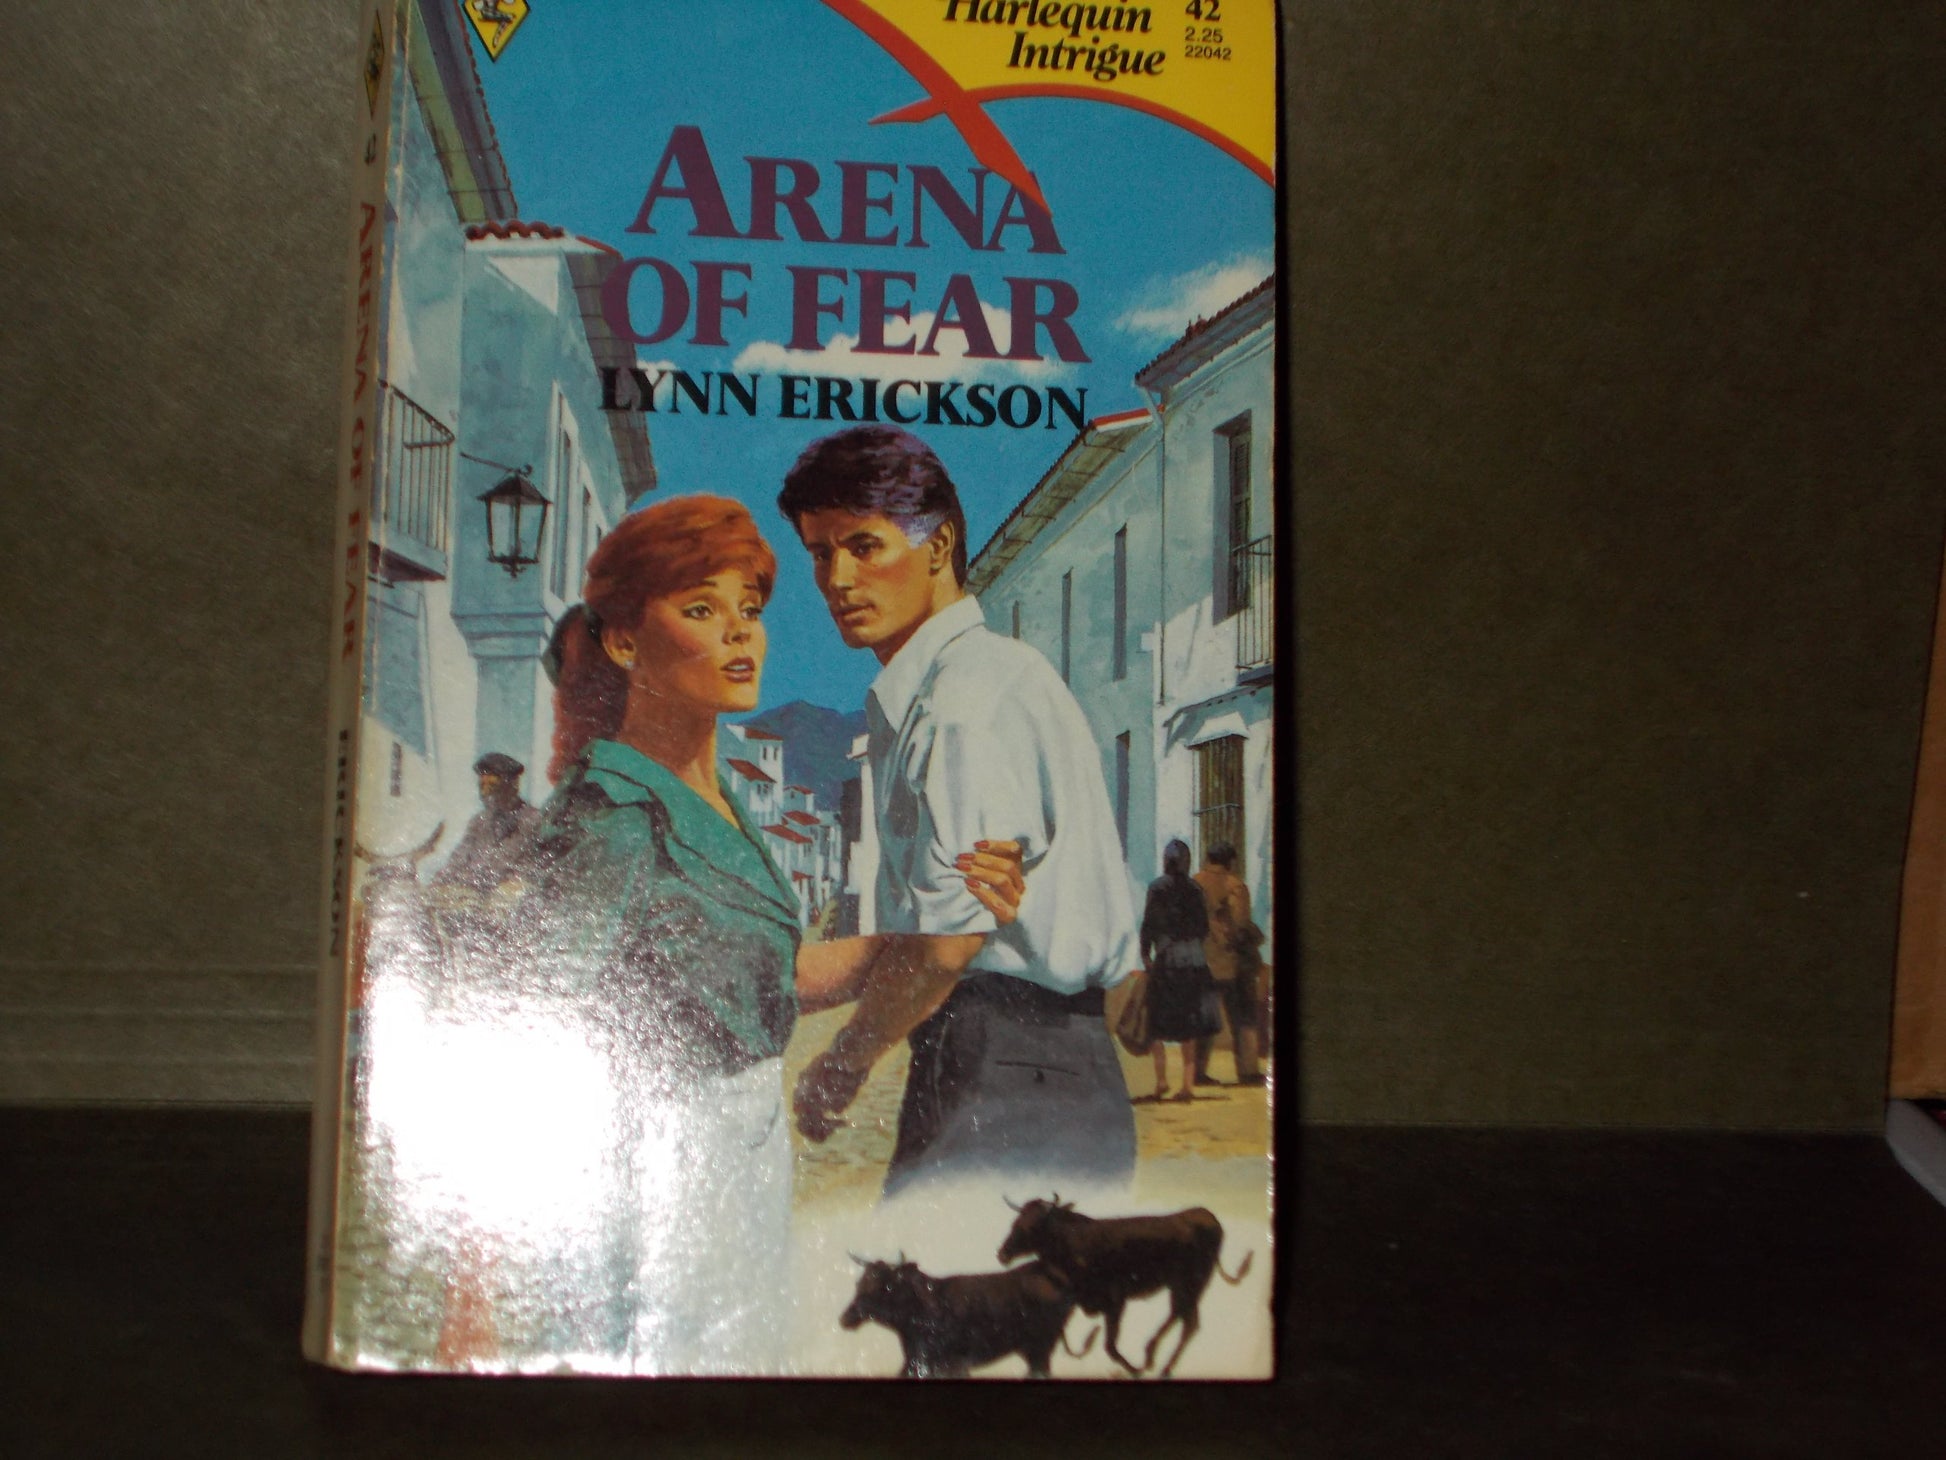 Harlequin
Intrigue
42
2.25
22042
ARENA
OF FEAR
LYNN ERICKSON
ARENA OF FEAR
ERICKSON